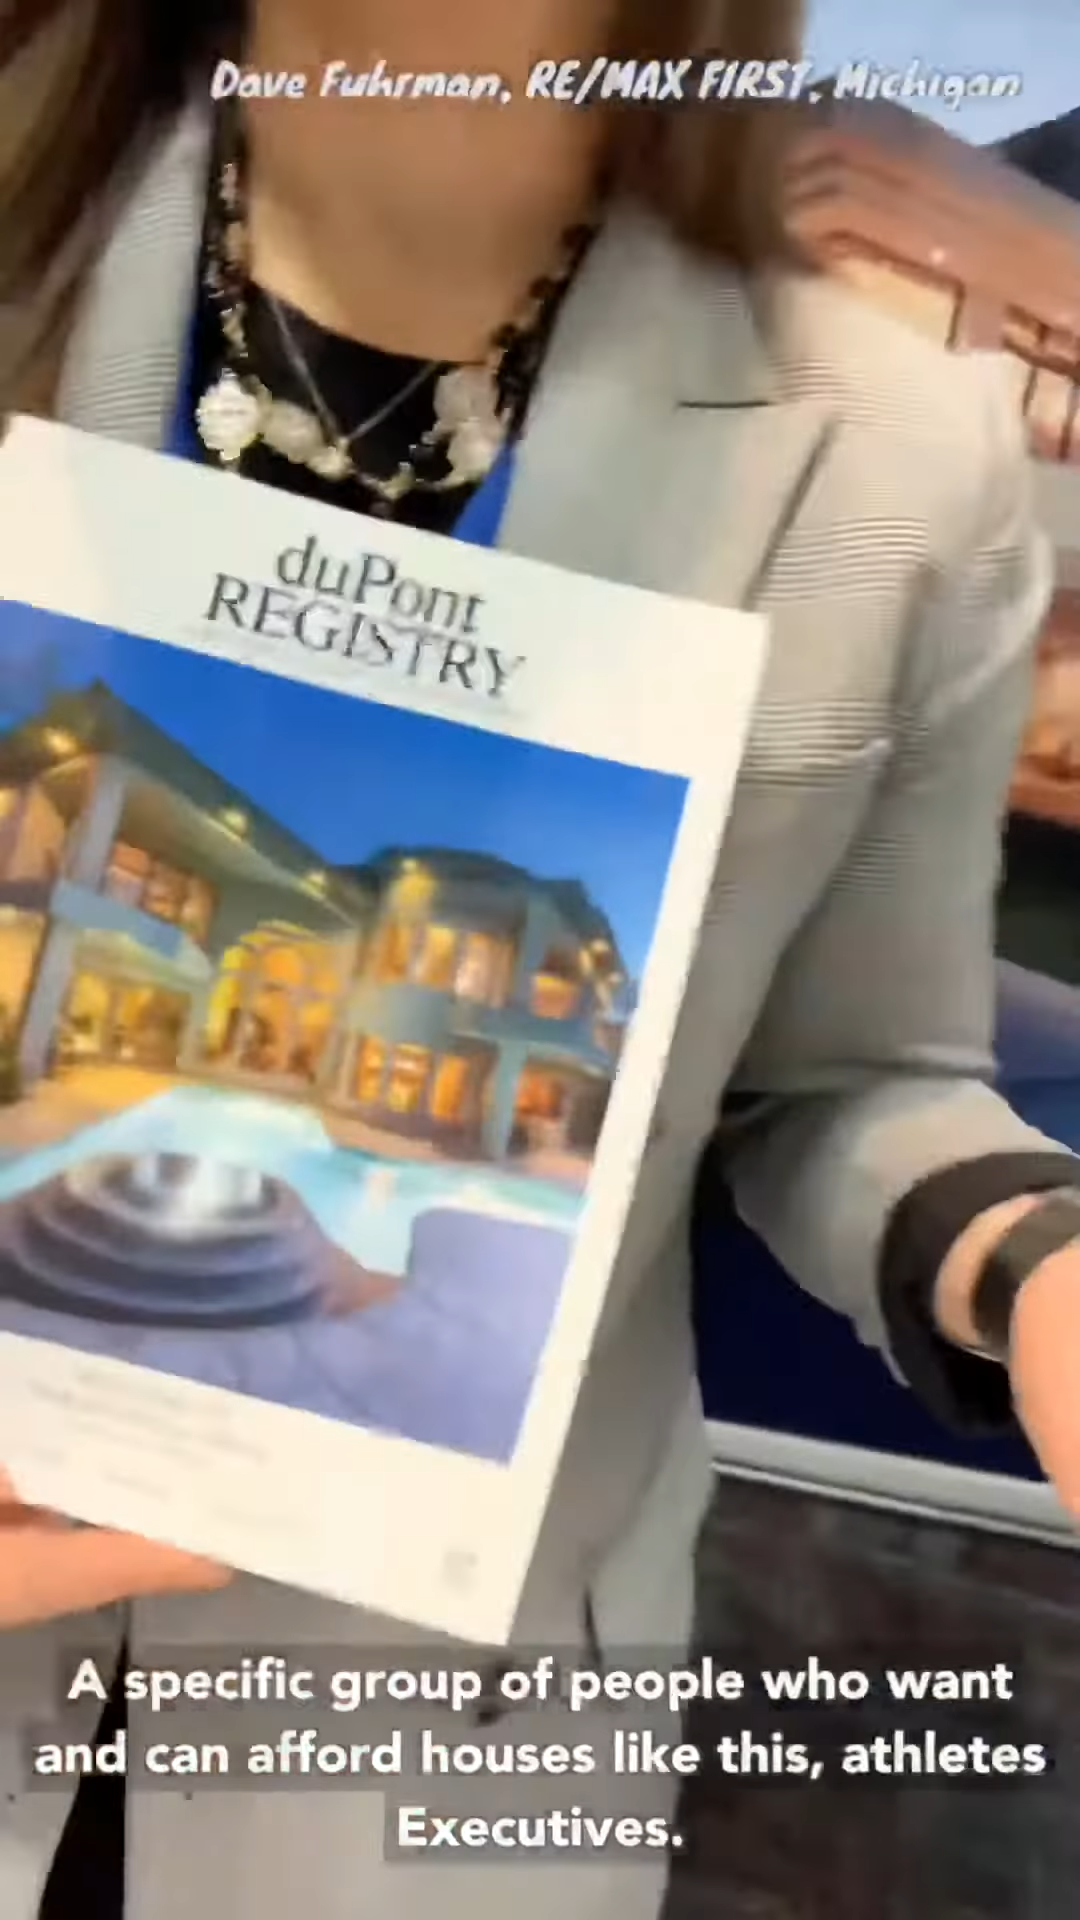 Dave Fuhrman, RE/MAX FIRST, Michigan
duPont
REGISTRY
A specific group of people who want
and can afford houses like this, athletes
Executives.